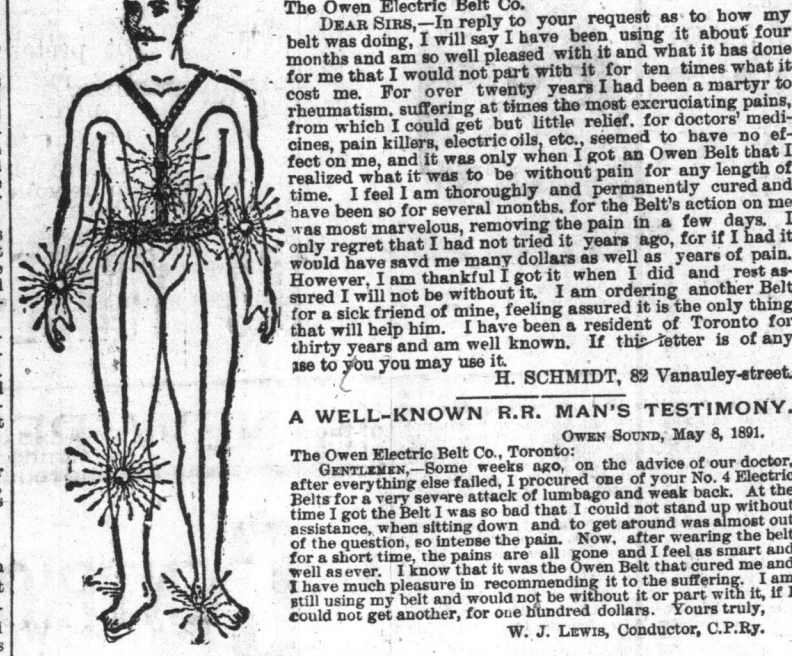 The Owen Electric Belt Co.
DEAR SIRS,—In reply to your request as to how my
belt was doing, I will say I have been using it about four
months and am so well pleased with it and what it has done
for me that I would not part with it for ten times what it
cost me. For over twenty years I had been a martyr to
rheumatism, suffering at times the most excruciating pains,
from which I could get but little relief, for doctors' medi-
cines, pain killers, electric oils, etc., seemed to have no ef-
fect on me, and it was only when I got an Owen Belt that I
realized what it was to be without pain for any length of
time. I feel I am thoroughly and permanently cured and
have been so for several months, for the Belt's action on me
was most marvelous, removing the pain in a few days. I
only regret that I had not tried it years ago, for if I had it
would have savd me many dollars as well as years of pain.
However, I am thankful I got it when I did and rest as-
sured I will not be without it. I am ordering another Belt
for a sick friend of mine, feeling assured it is the only thing
that will help him. I have been a resident of Toronto for
thirty years and am well known. If this letter is of any
use to you you may use it.
H. SCHMIDT, 82 Vanauley-street.
A WELL-KNOWN R.R. MAN'S TESTIMONY.
OWEN SOUND, May 8, 1891.
The Owen Electric Belt Co., Toronto:
GENTLEMEN,—Some weeks ago, on the advice of our doctor,
after everything else failed, I procured one of your No. 4 Electric
Belts for a very severe attack of lumbago and weak back. At the
time I got the Belt I was so bad that I could not stand up without
assistance, when sitting down and to get around was almost out
of the question, so intense the pain. Now, after wearing the belt
for a short time, the pains are all gone and I feel as smart and
well as ever. I know that it was the Owen Belt that cured me and
I have much pleasure in recommending it to the suffering. I am
still using my belt and would not be without it or part with it, if I
could not get another, for one hundred dollars. Yours truly,
W. J. LEWIS, Conductor, C.P.Ry.